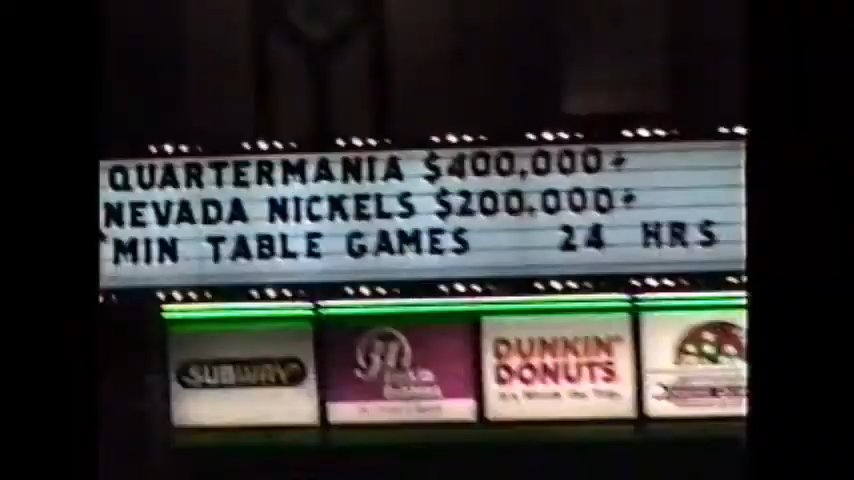 QUARTERMANIA $400,000+
NEVADA NICKELS $200,000+
MIN TABLE GAMES 24 HRS
SUBWAY
DUNKIN'
DONUTS